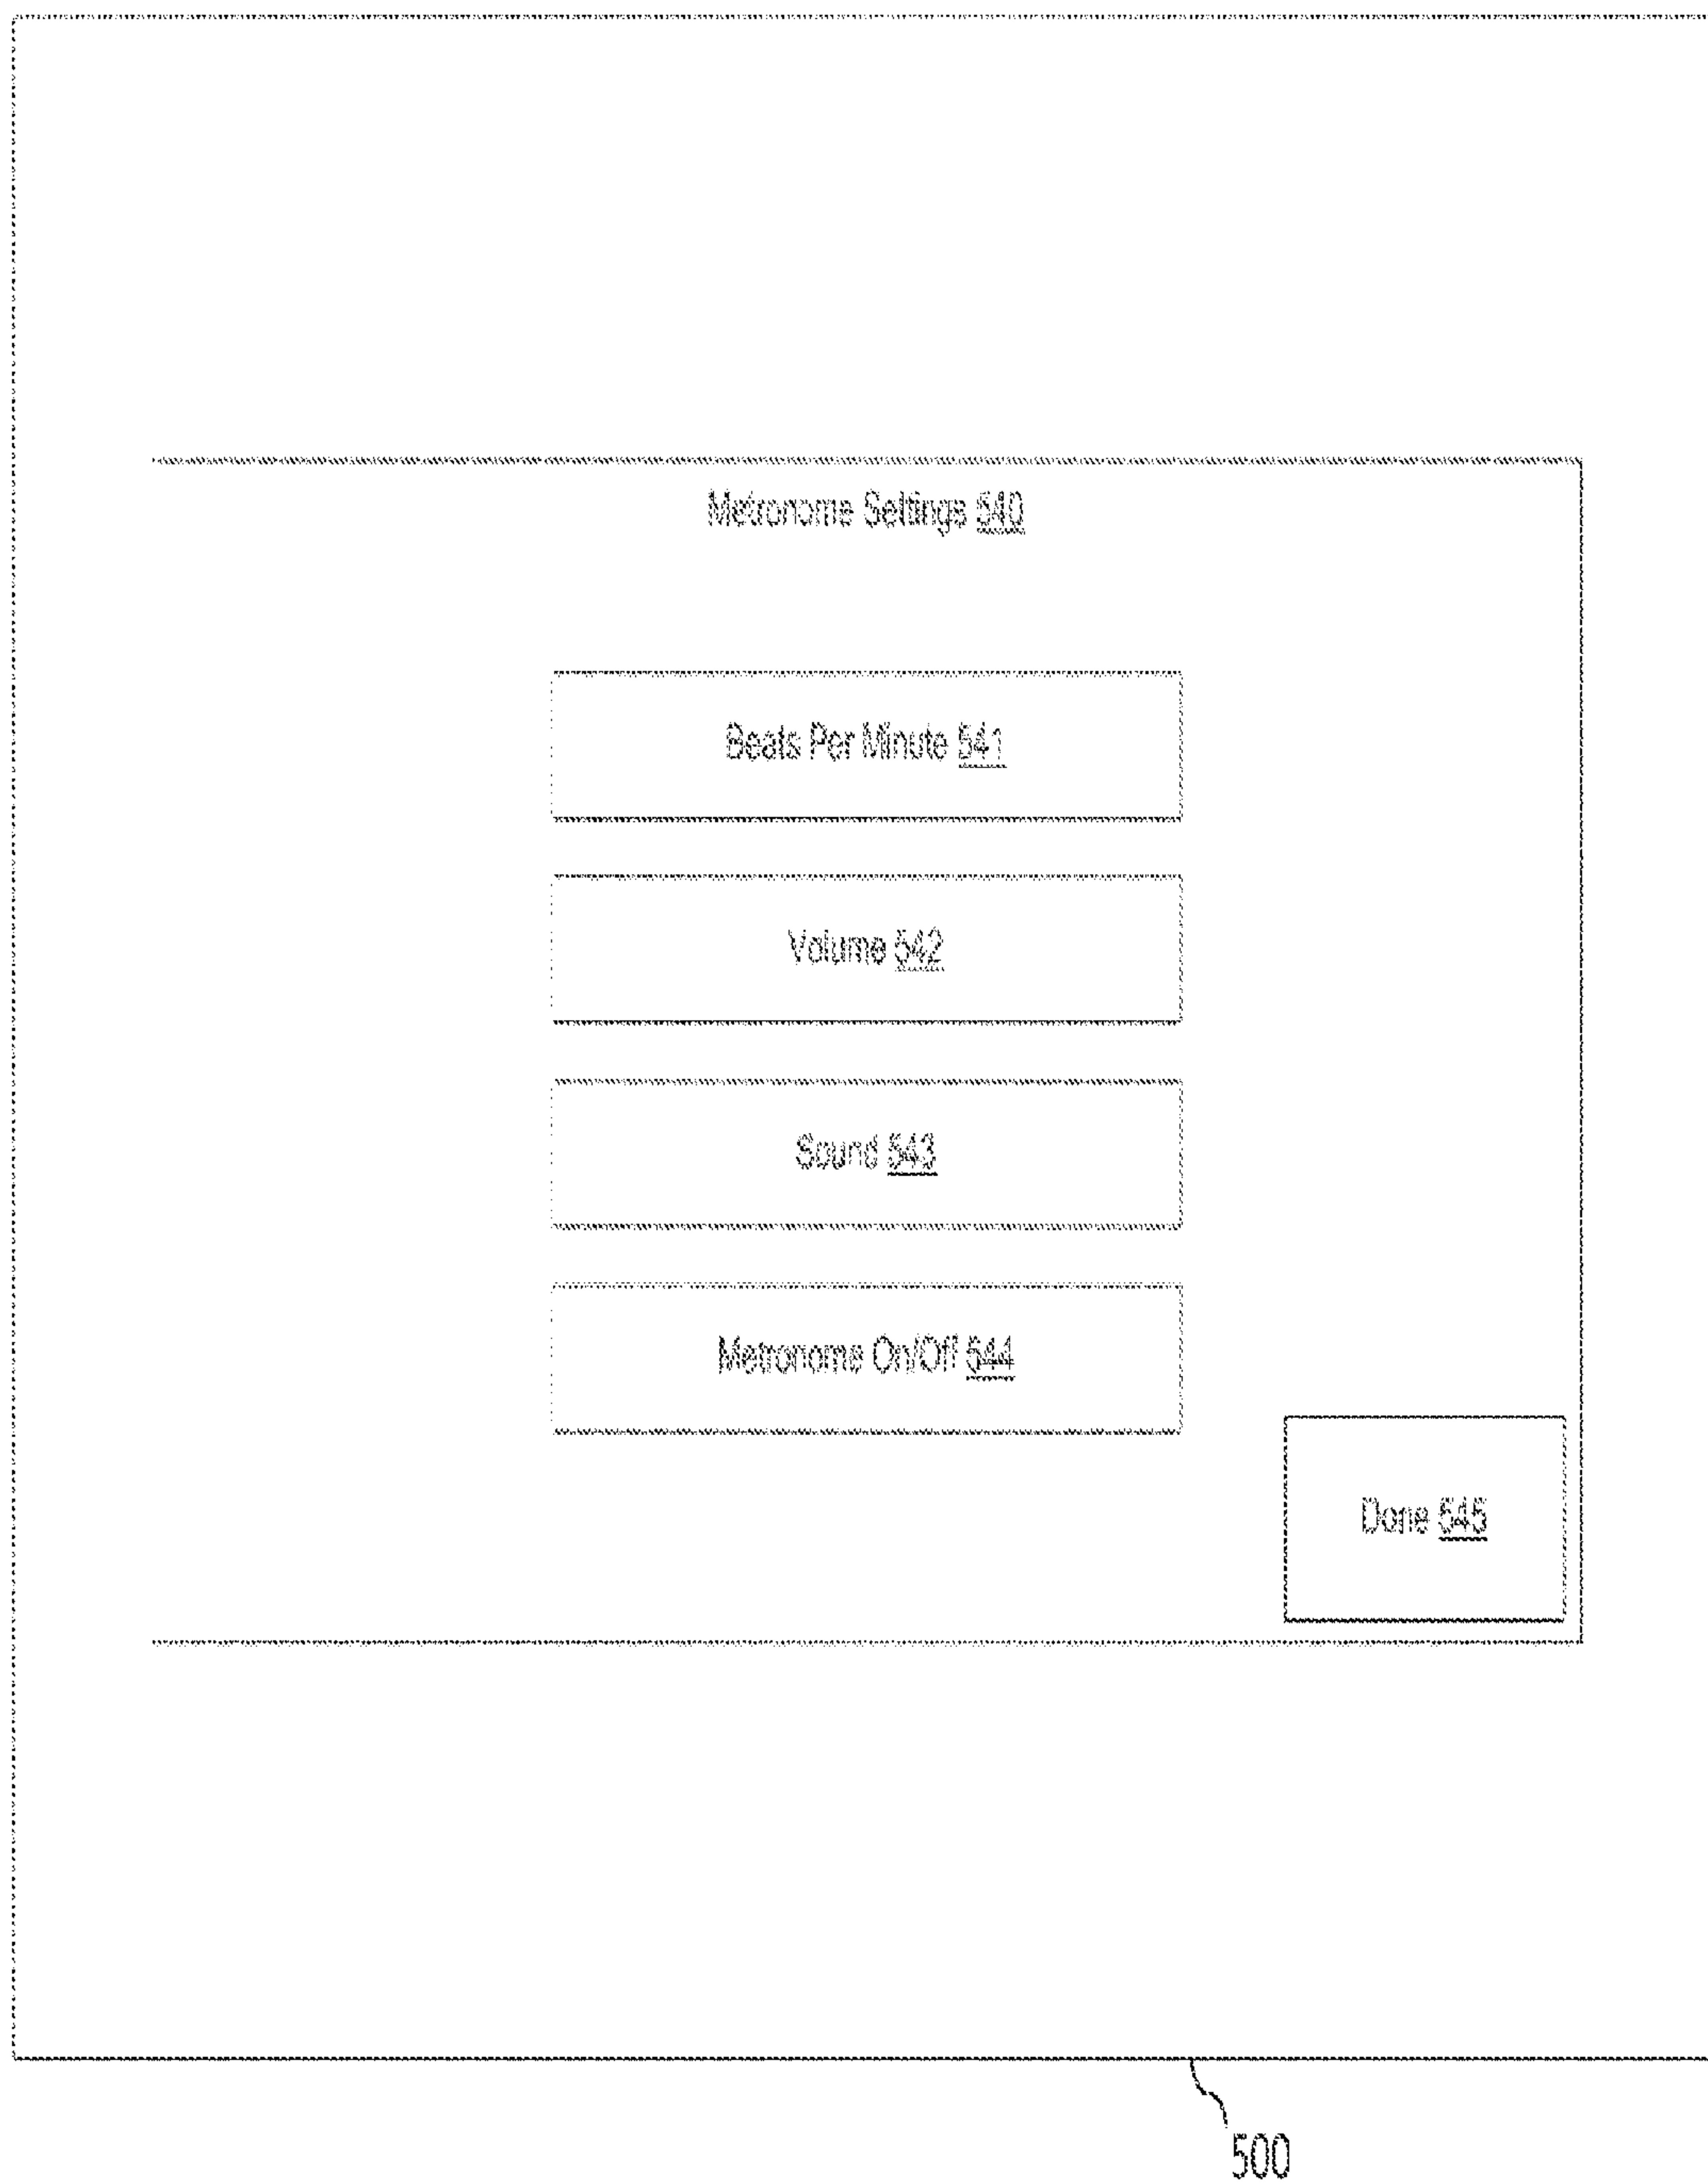 Metronome Settings 540
Beats Per Minute 541
Volume 542
Sound 543
Metronome On/Off 544
Done 545
500